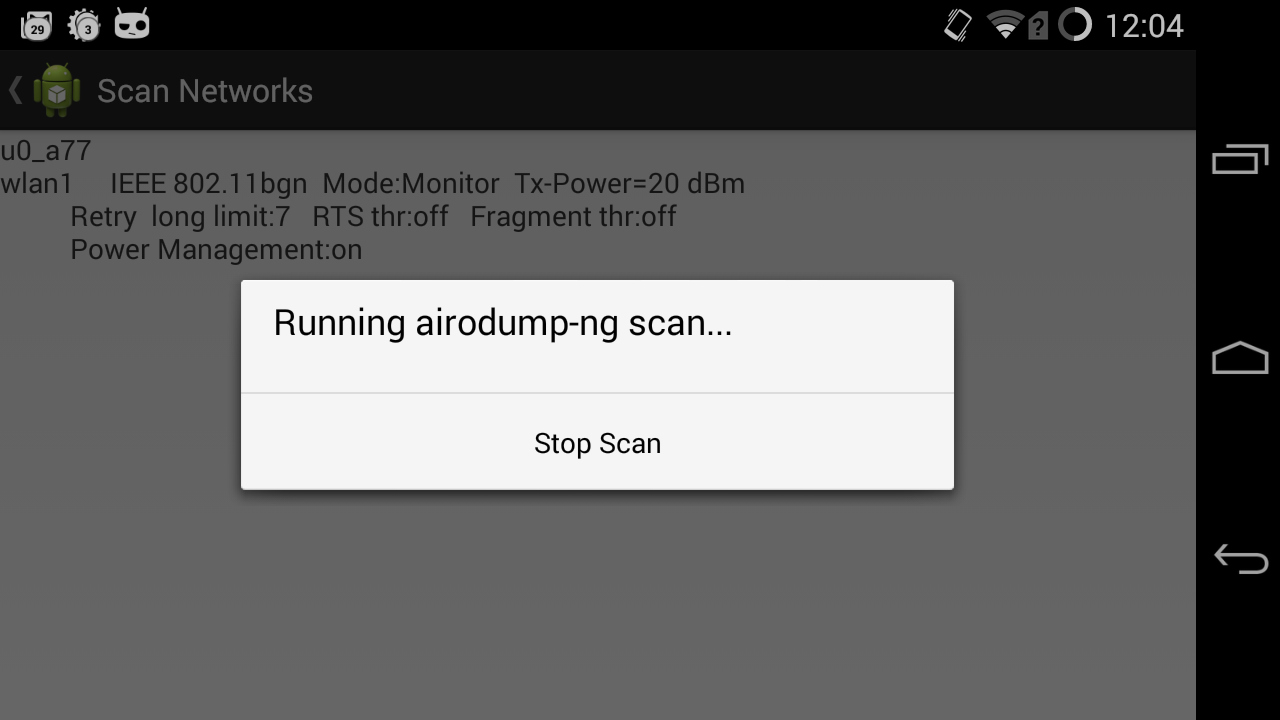 29 3 ? 12:04
Scan Networks
u0_a77
wlan1 IEEE 802.11bgn Mode:Monitor Tx-Power=20 dBm
Retry long limit:7 RTS thr:off Fragment thr:off
Power Management:on
Running airodump-ng scan...
Stop Scan